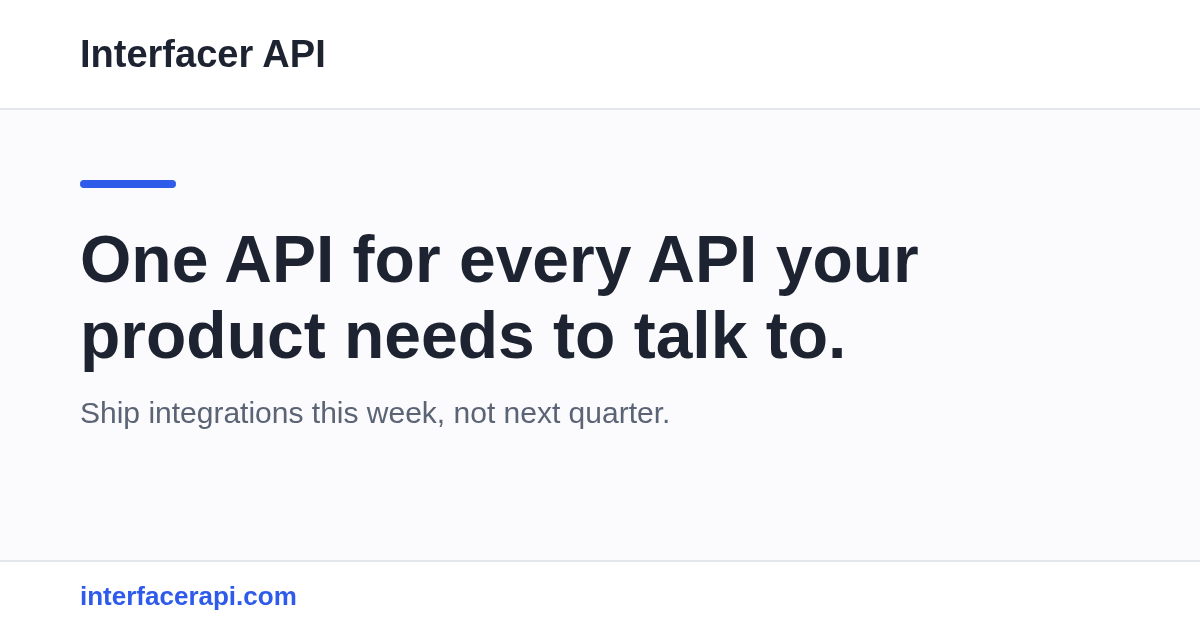 Interfacer API
One API for every API your
product needs to talk to.
Ship integrations this week, not next quarter.
interfacerapi.com